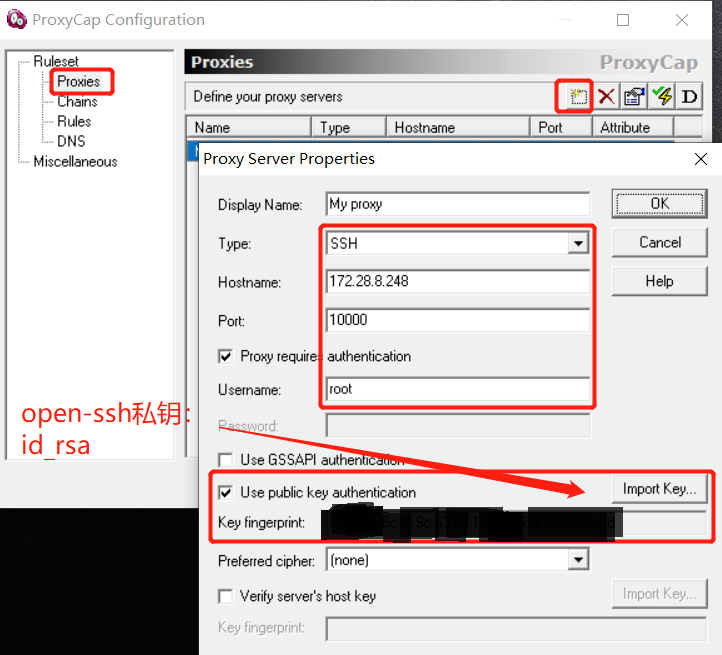 ProxyCap Configuration
Ruleset
Proxies
Chains
Rules
DNS
Miscellaneous
Proxies
ProxyCap
Define your proxy servers
D
Name Type Hostname Port Attribute
Proxy Server Properties
Display Name: My proxy
OK
Type: SSH
Cancel
Hostname: 172.28.8.248
Help
Port: 10000
Proxy requires authentication
Username: root
open-ssh私钥:
id_rsa
Password:
Use GSSAPI authentication
Use public key authentication
Import Key...
Key fingerprint:
Preferred cipher: (none)
Verify server's host key
Import Key...
Key fingerprint: